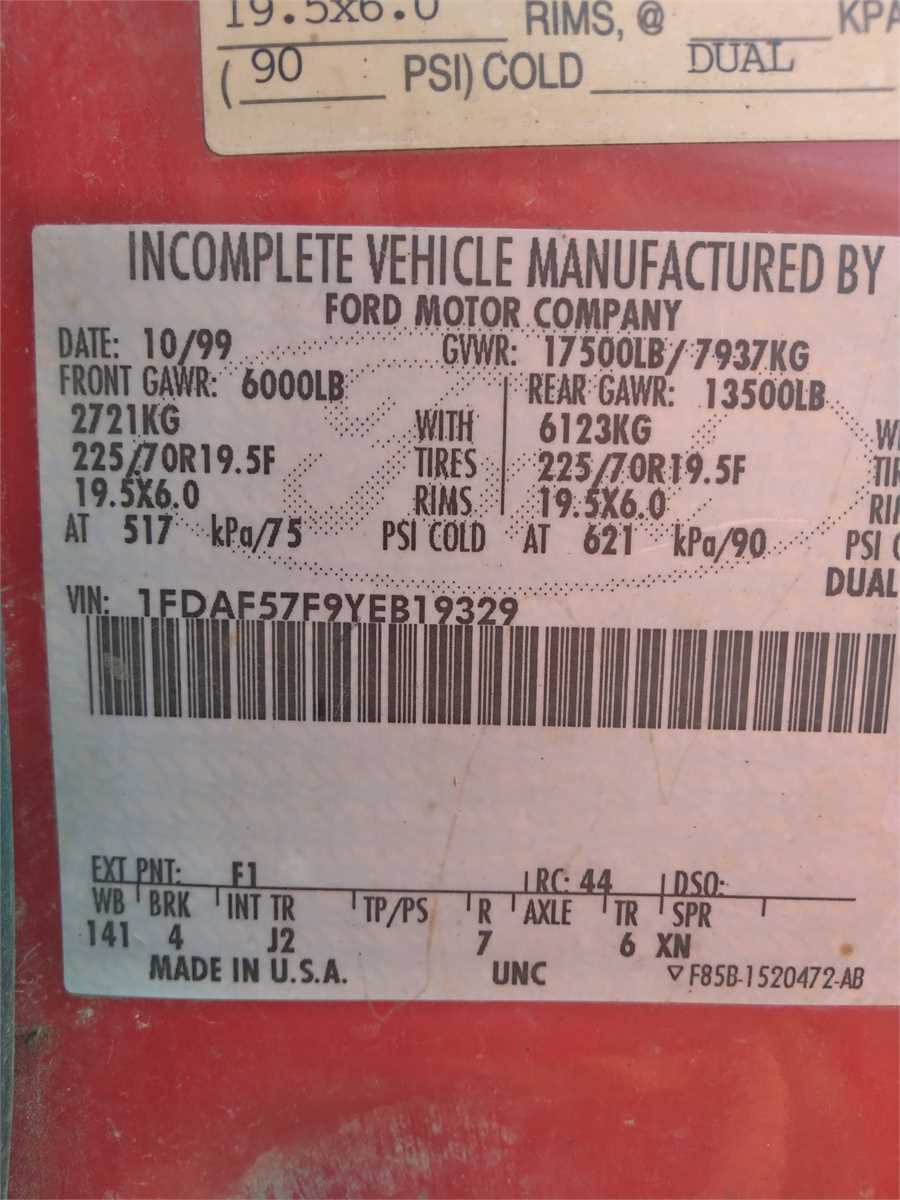 19.5x6.0 RIMS, @ KPA
( 90 PSI) COLD DUAL
INCOMPLETE VEHICLE MANUFACTURED BY
FORD MOTOR COMPANY
DATE: 10/99 GVWR: 17500LB/ 7937KG
FRONT GAWR: 6000LB REAR GAWR: 13500LB
2721KG WITH 6123KG
225/70R19.5F TIRES 225/70R19.5F
19.5X6.0 RIMS 19.5X6.0
AT 517 kPa/75 PSI COLD AT 621 kPa/90 PSI
DUAL
VIN: 1FDAF57F9YEB19329
EXT PNT: F1 RC: 44 DSO:
WB BRK INT TR TP/PS R AXLE TR SPR
141 4 J2 7 6 XN
MADE IN U.S.A. UNC ▽ F85B-1520472-AB